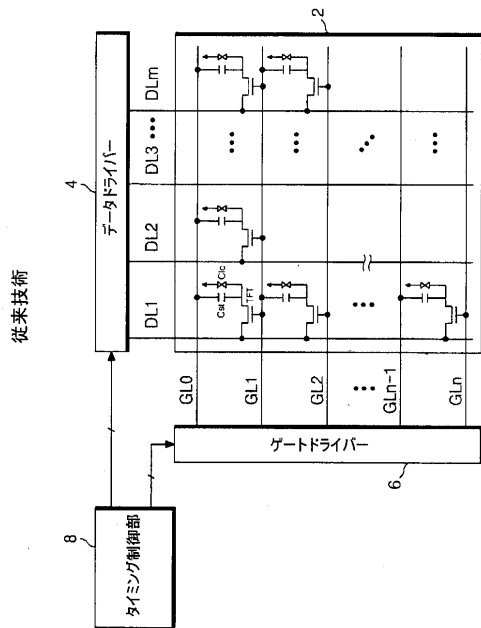 従来技術
8
タイミング制御部
4
データドライバー
DL1
DL2
DL3
DLm
6
ゲートドライバー
GL0
GL1
GL2
GLn-1
GLn
Cst
Clc
TFT
2